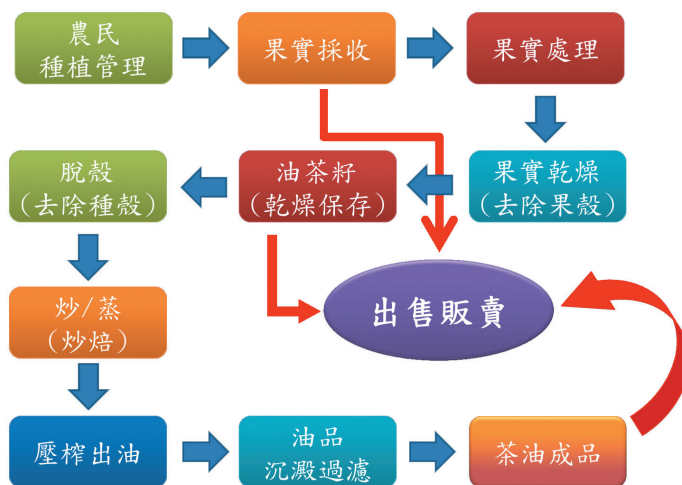 農民
種植管理
果實採收
果實處理
果實乾燥
(去除果殼)
油茶籽
(乾燥保存)
脫殼
(去除種殼)
炒/蒸
(炒焙)
壓榨出油
油品
沉澱過濾
茶油成品
出售販賣